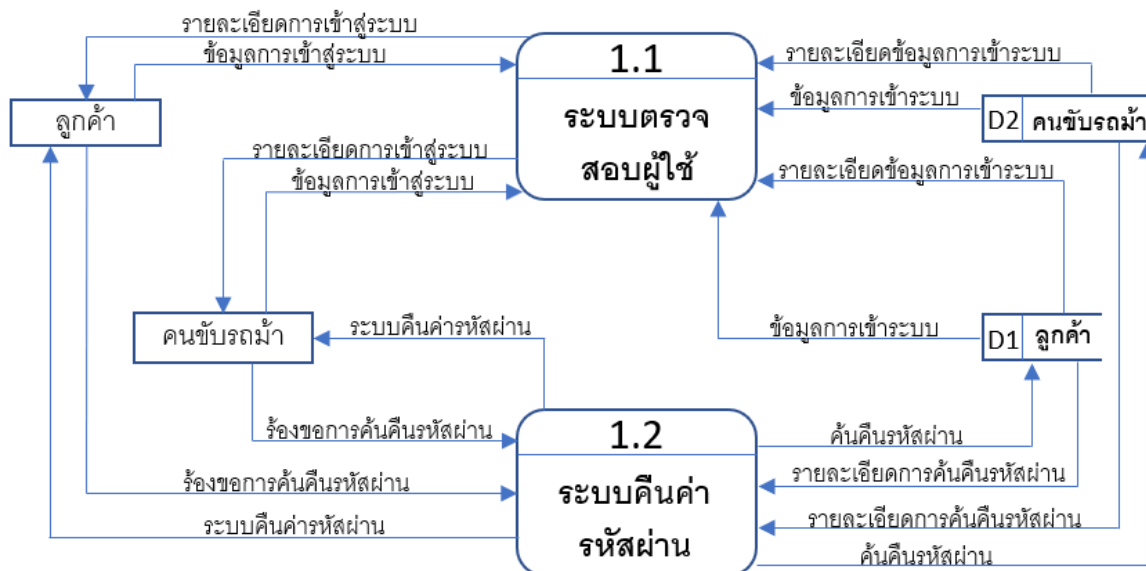 รายละเอียดการเข้าสู่ระบบ
ข้อมูลการเข้าสู่ระบบ
1.1
ระบบตรวจ
สอบผู้ใช้
รายละเอียดข้อมูลการเข้าระบบ
ข้อมูลการเข้าระบบ
D2 คนขับรถม้า
ลูกค้า
รายละเอียดการเข้าสู่ระบบ
ข้อมูลการเข้าสู่ระบบ
รายละเอียดข้อมูลการเข้าระบบ
คนขับรถม้า
ระบบคืนค่ารหัสผ่าน
ข้อมูลการเข้าระบบ
D1 ลูกค้า
ร้องขอการค้นคืนรหัสผ่าน
1.2
ระบบคืนค่า
รหัสผ่าน
ค้นคืนรหัสผ่าน
ร้องขอการค้นคืนรหัสผ่าน
รายละเอียดการค้นคืนรหัสผ่าน
ระบบคืนค่ารหัสผ่าน
รายละเอียดการค้นคืนรหัสผ่าน
ค้นคืนรหัสผ่าน